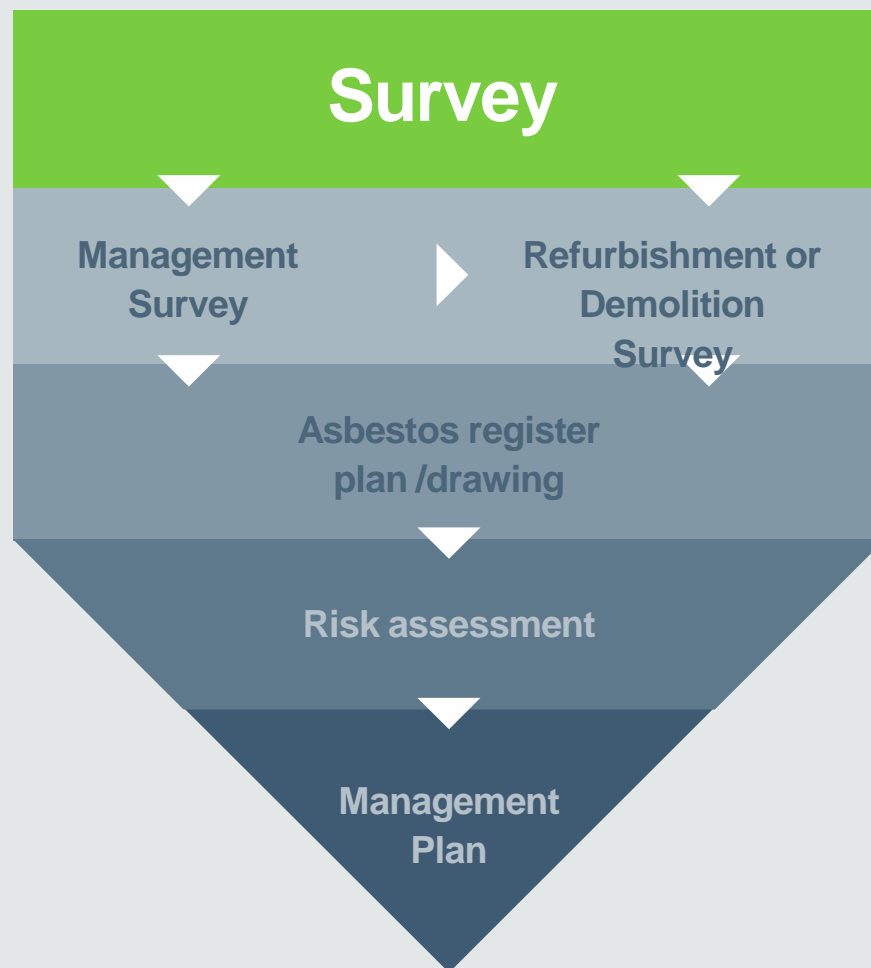 Survey
Management
Survey
Refurbishment or
Demolition
Survey
Asbestos register
plan /drawing
Risk assessment
Management
Plan